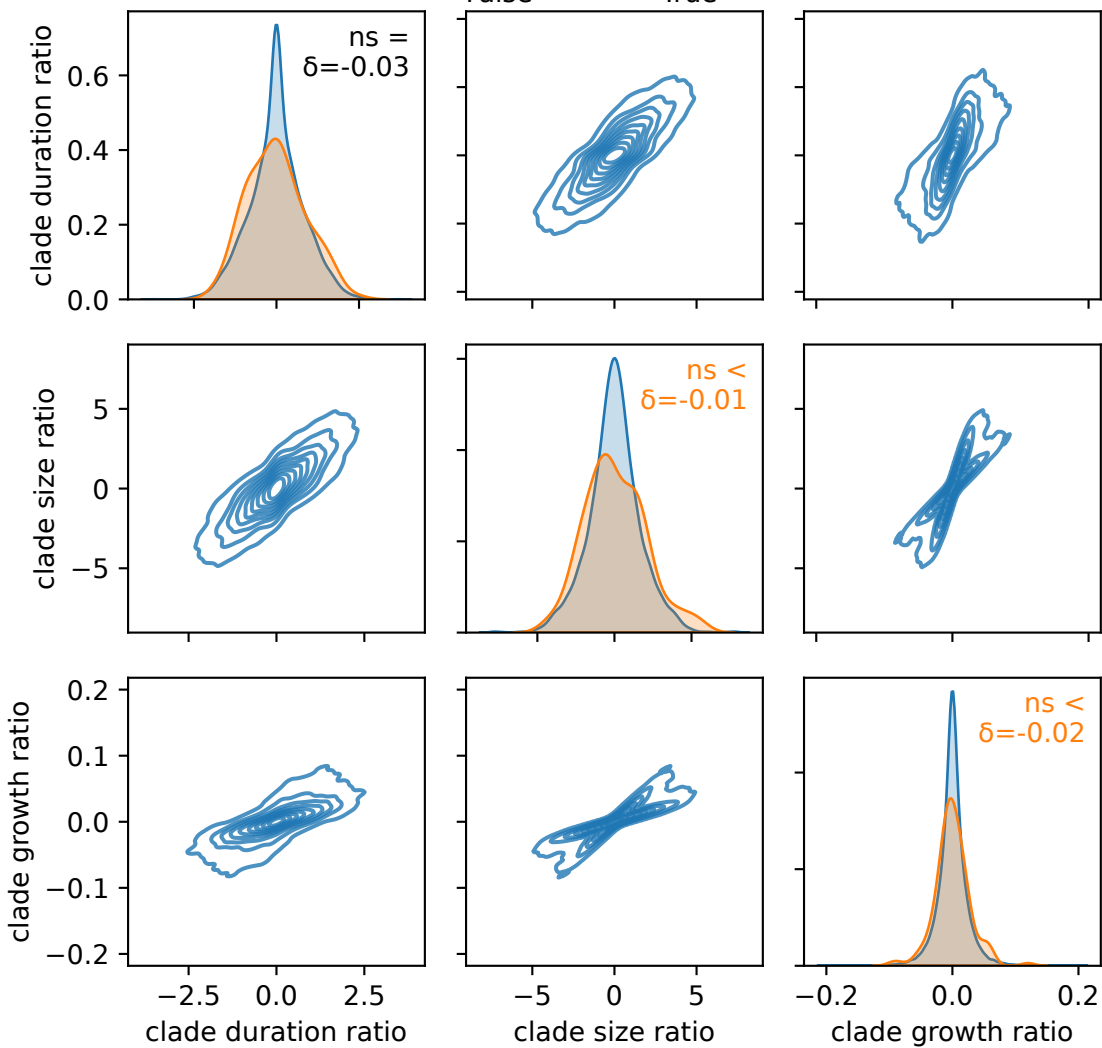 clade duration ratio
0.6
0.4
0.2
0.0
ns =
δ=-0.03
clade size ratio
5
0
−5
ns <
δ=-0.01
clade growth ratio
0.2
0.1
0.0
−0.1
−0.2
ns <
δ=-0.02
−2.5 0.0 2.5
−5 0 5
−0.2 0.0 0.2
clade duration ratio
clade size ratio
clade growth ratio